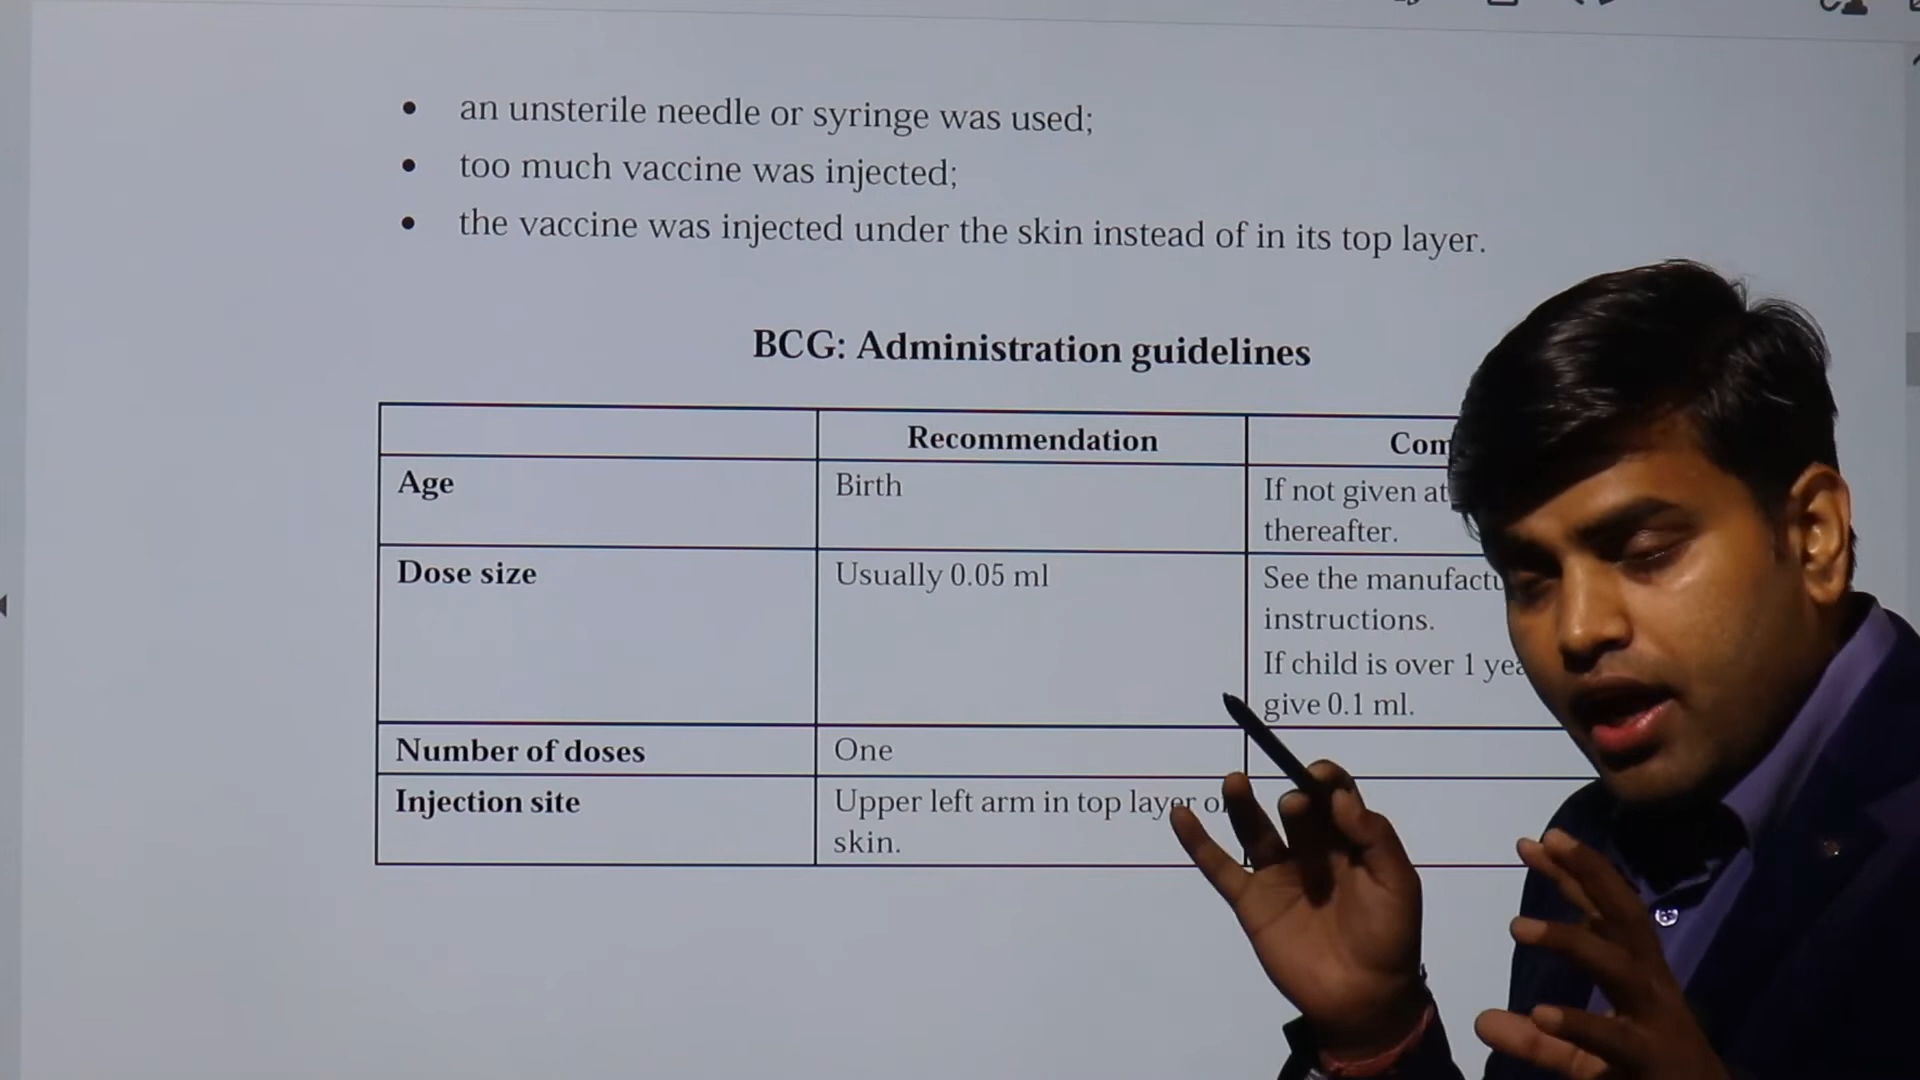 an unsterile needle or syringe was used;
too much vaccine was injected;
the vaccine was injected under the skin instead of in its top layer.
BCG: Administration guidelines
Recommendation
Age
Birth
If not given at
thereafter.
Dose size
Usually 0.05 ml
See the
instructions.
If child is over 1
give 0.1 ml.
Number of doses
One
Injection site
Upper left arm in top layer
skin.